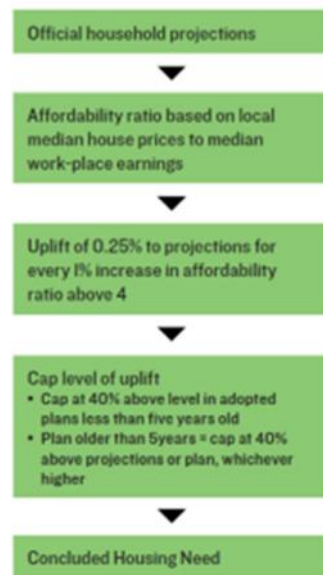 Official household projections
Affordability ratio based on local
median house prices to median
work-place earnings
Uplift of 0.25% to projections for
every 1% increase in affordability
ratio above 4
Cap level of uplift
▪ Cap at 40% above level in adopted
plans less than five years old
▪ Plan older than 5years = cap at 40%
above projections or plan, whichever
higher
Concluded Housing Need